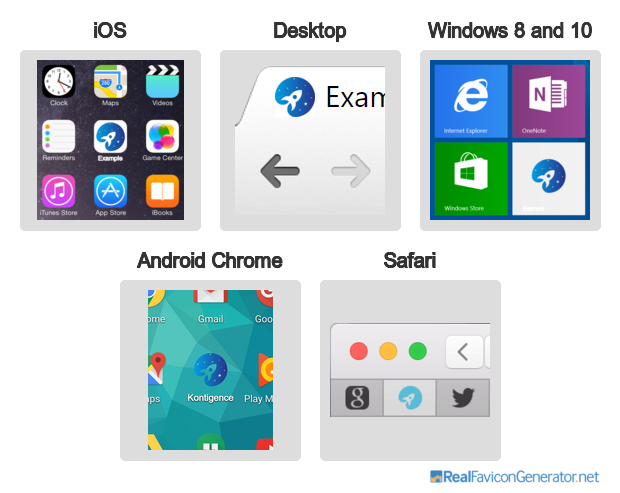 iOS
Desktop
Windows 8 and 10
Clock
Maps
Videos
Reminders
Example
Game Center
iTunes Store
App Store
iBooks
Exam
Internet Explorer
OneNote
Windows Store
Android Chrome
Safari
ome
Gmail
Goo
aps
Kontigence
Play M
RealFaviconGenerator.net